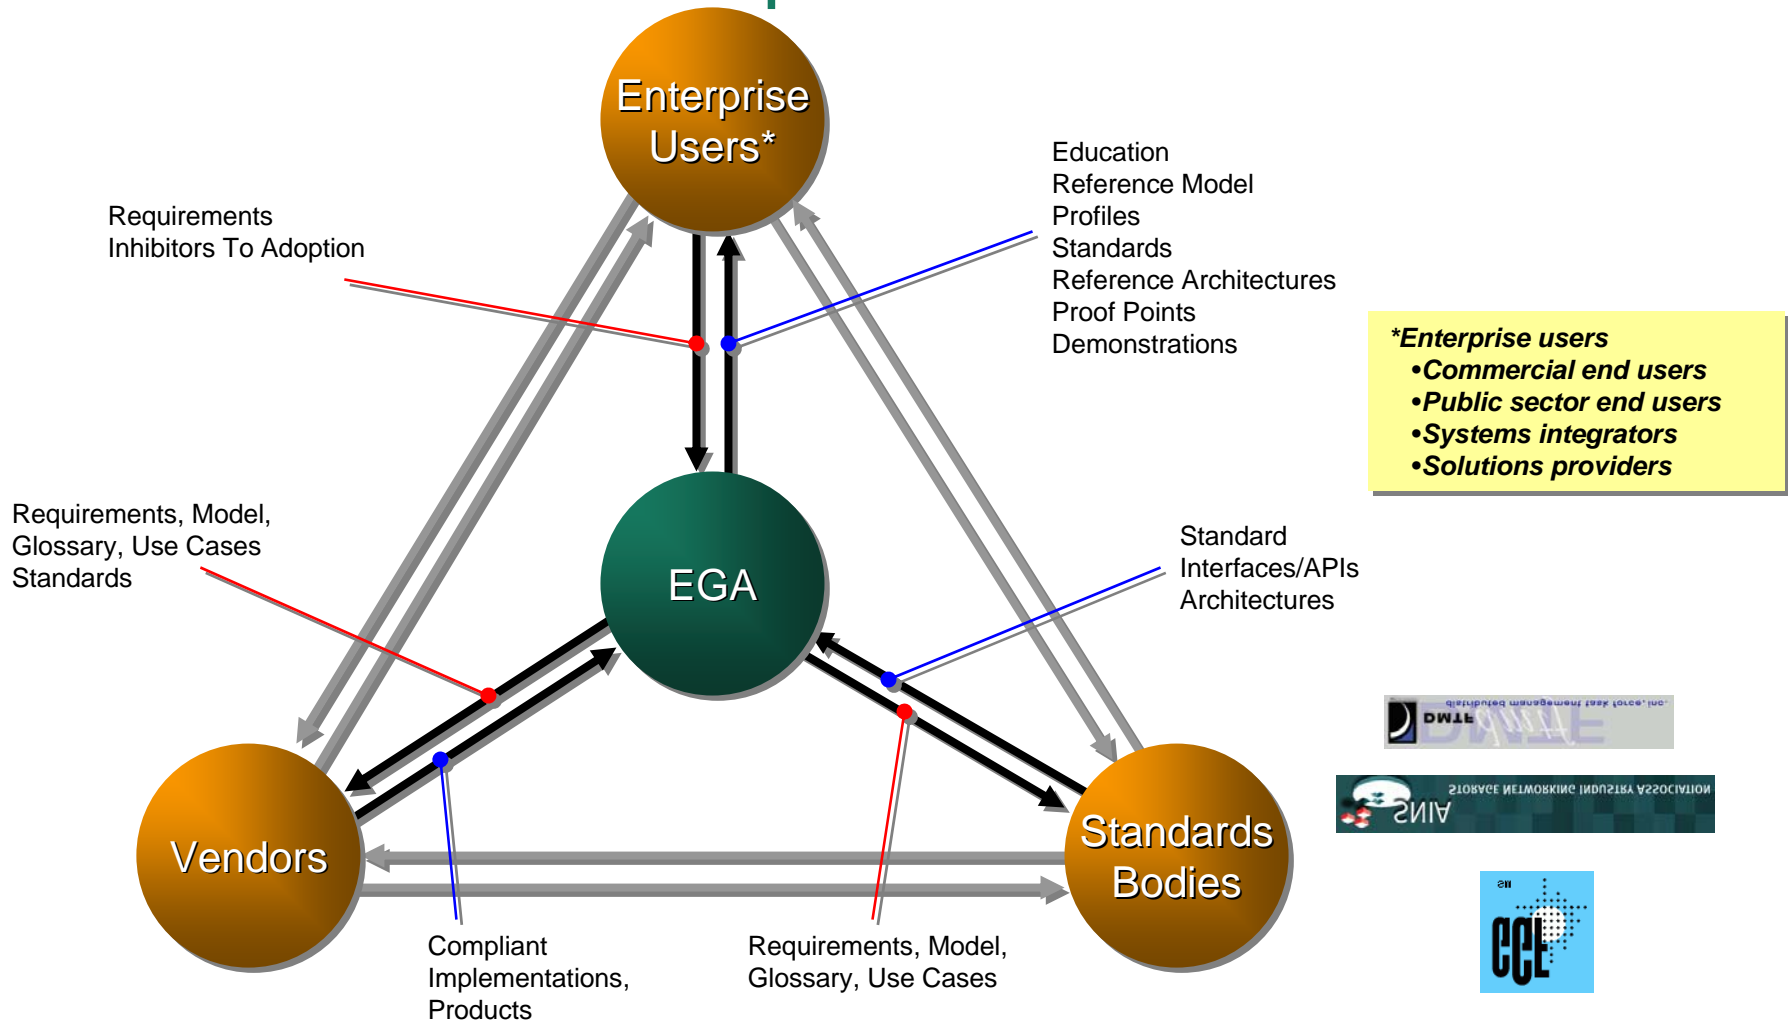 Enterprise
Users*
Education
Reference Model
Profiles
Standards
Reference Architectures
Proof Points
Demonstrations
Requirements
Inhibitors To Adoption
*Enterprise users
•Commercial end users
•Public sector end users
•Systems integrators
•Solutions providers
Requirements, Model,
Glossary, Use Cases
Standards
EGA
Standard
Interfaces/APIs
Architectures
distributed management task force, inc.
DMTF
STORAGE NETWORKING INDUSTRY ASSOCIATION
SNIA
Vendors
Standards
Bodies
SM
GGF
Compliant
Implementations,
Products
Requirements, Model,
Glossary, Use Cases